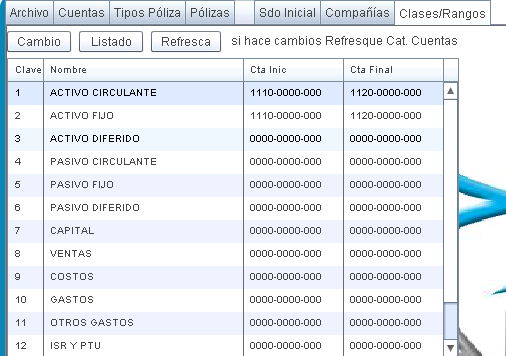 Archivo Cuentas Tipos Póliza Pólizas Sdo Inicial Compañías Clases/Rangos
Cambio Listado Refresca si hace cambios Refresque Cat. Cuentas
Clave Nombre Cta Inic Cta Final
1 ACTIVO CIRCULANTE 1110-0000-000 1120-0000-000
2 ACTIVO FIJO 1110-0000-000 1120-0000-000
3 ACTIVO DIFERIDO 0000-0000-000 0000-0000-000
4 PASIVO CIRCULANTE 0000-0000-000 0000-0000-000
5 PASIVO FIJO 0000-0000-000 0000-0000-000
6 PASIVO DIFERIDO 0000-0000-000 0000-0000-000
7 CAPITAL 0000-0000-000 0000-0000-000
8 VENTAS 0000-0000-000 0000-0000-000
9 COSTOS 0000-0000-000 0000-0000-000
10 GASTOS 0000-0000-000 0000-0000-000
11 OTROS GASTOS 0000-0000-000 0000-0000-000
12 ISR Y PTU 0000-0000-000 0000-0000-000